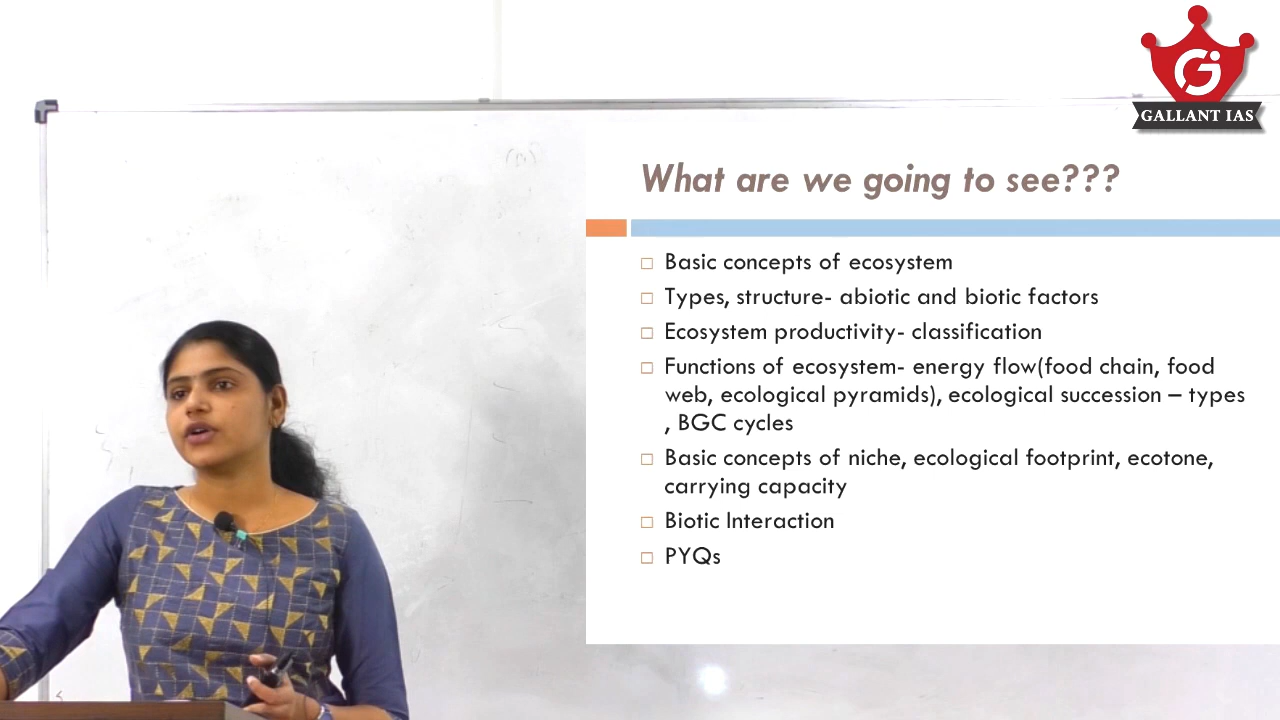 GALLANT IAS
What are we going to see???
Basic concepts of ecosystem
Types, structure- abiotic and biotic factors
Ecosystem productivity- classification
Functions of ecosystem- energy flow(food chain, food
web, ecological pyramids), ecological succession – types
, BGC cycles
Basic concepts of niche, ecological footprint, ecotone,
carrying capacity
Biotic Interaction
PYQs